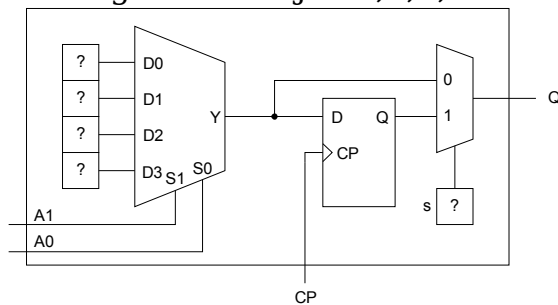 ? D0
? D1 Y D Q 0 Q
? D2 1
? D3 S1 S0 CP
s ?
A1
A0
CP